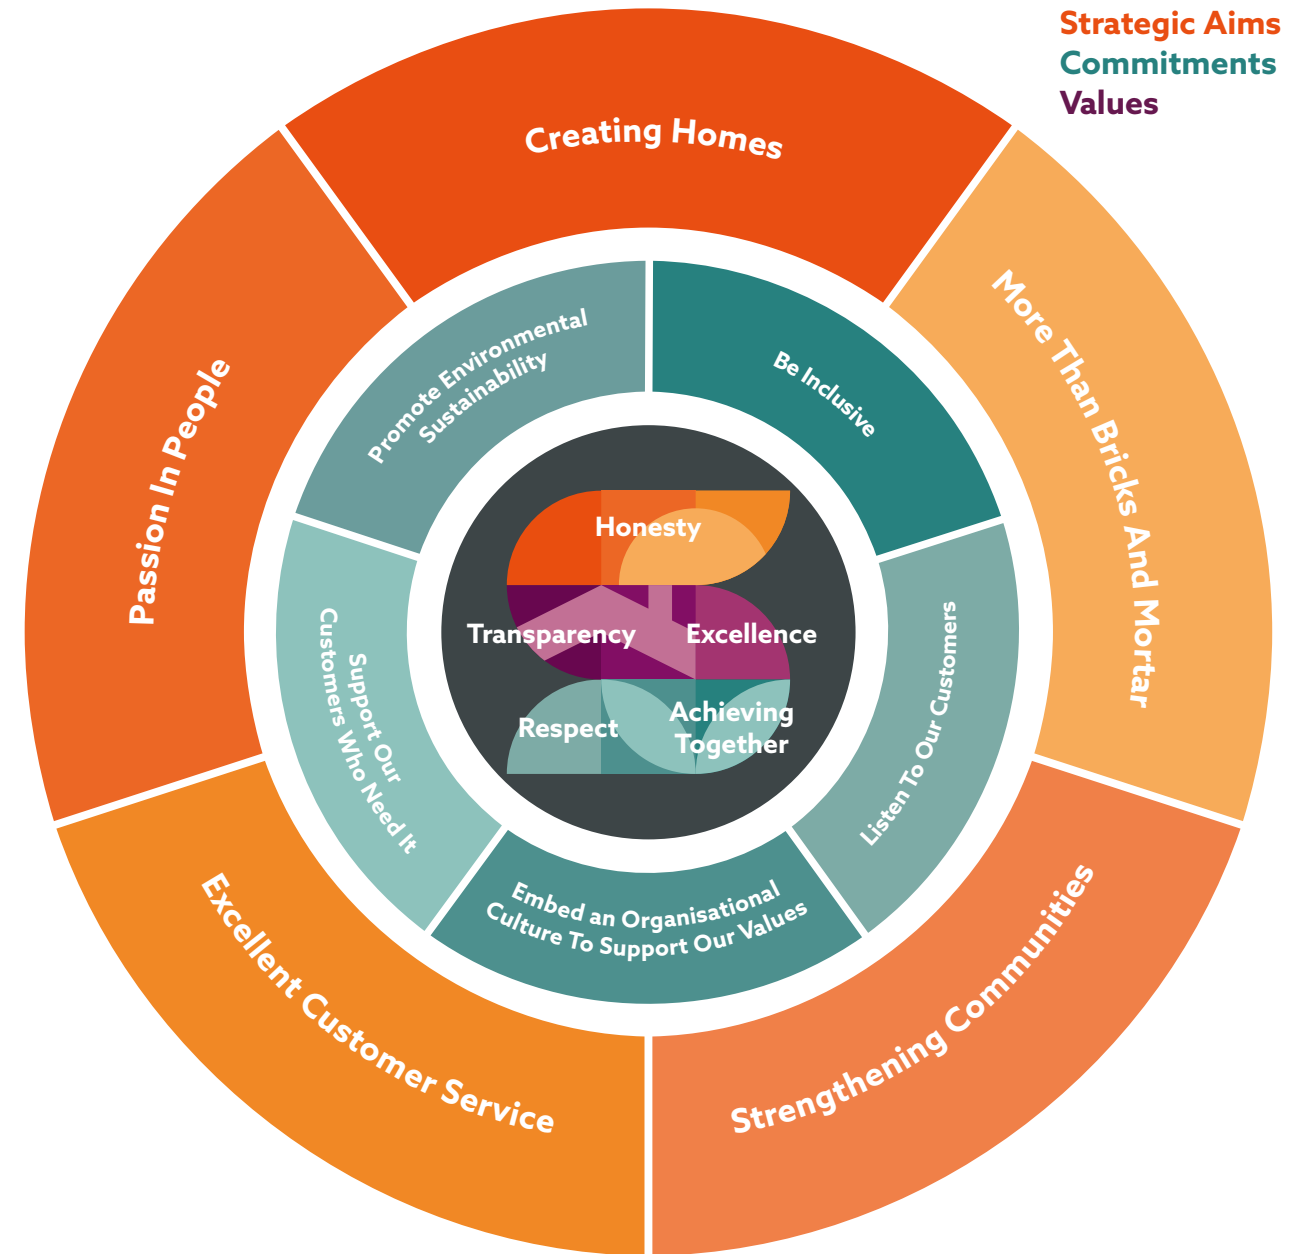 Strategic Aims
Commitments
Values
Creating Homes
More Than Bricks And Mortar
Strengthening Communities
Excellent Customer Service
Passion In People
Be Inclusive
Listen To Our Customers
Embed an Organisational
Culture To Support Our Values
Support Our
Customers Who Need It
Promote Environmental
Sustainability
Honesty
Transparency
Excellence
Respect
Achieving
Together